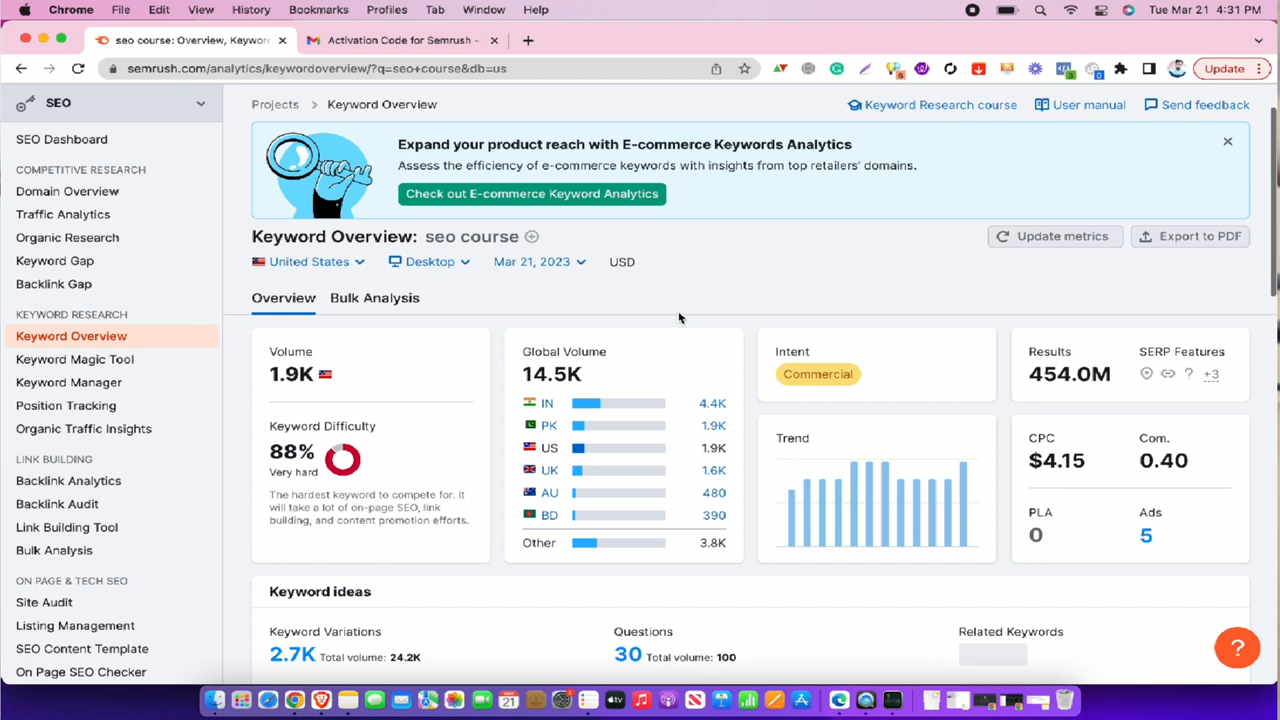 Chrome File Edit View History Bookmarks Profiles Tab Window Help Tue Mar 21 4:31 PM
seo course: Overview, Keywor Activation Code for Semrush -
semrush.com/analytics/keywordoverview/?q=seo+course&db=us Update
SEO
SEO Dashboard
COMPETITIVE RESEARCH
Domain Overview
Traffic Analytics
Organic Research
Keyword Gap
Backlink Gap
KEYWORD RESEARCH
Keyword Overview
Keyword Magic Tool
Keyword Manager
Position Tracking
Organic Traffic Insights
LINK BUILDING
Backlink Analytics
Backlink Audit
Link Building Tool
Bulk Analysis
ON PAGE & TECH SEO
Site Audit
Listing Management
SEO Content Template
On Page SEO Checker
Projects > Keyword Overview
Keyword Research course User manual Send feedback
Expand your product reach with E-commerce Keywords Analytics
Assess the efficiency of e-commerce keywords with insights from top retailers' domains.
Check out E-commerce Keyword Analytics
Keyword Overview: seo course
Update metrics Export to PDF
United States Desktop Mar 21, 2023 USD
Overview Bulk Analysis
Volume
1.9K
Keyword Difficulty
88%
Very hard
The hardest keyword to compete for. It
will take a lot of on-page SEO, link
building, and content promotion efforts.
Global Volume
14.5K
IN 4.4K
PK 1.9K
US 1.9K
UK 1.6K
AU 480
BD 390
Other 3.8K
Intent
Commercial
Trend
Results SERP Features
454.0M ? +3
CPC Com.
$4.15 0.40
PLA Ads
0 5
Keyword ideas
Keyword Variations
2.7K Total volume: 24.2K
Questions
30 Total volume: 100
Related Keywords
?